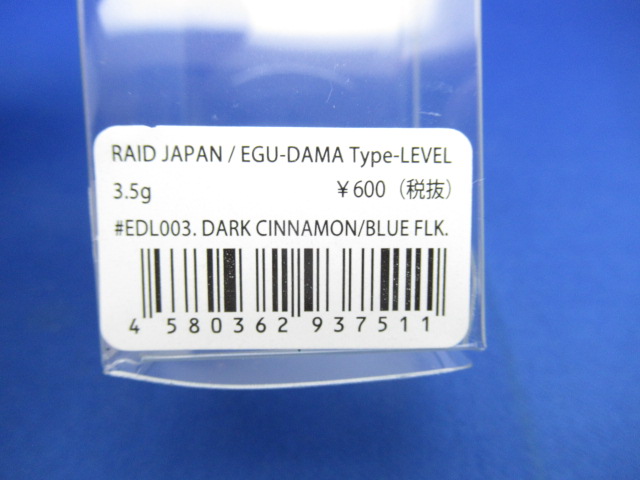 RAID JAPAN / EGU-DAMA Type-LEVEL
3.5g ￥600（税抜）
#EDL003. DARK CINNAMON/BLUE FLK.
4 580362 937511